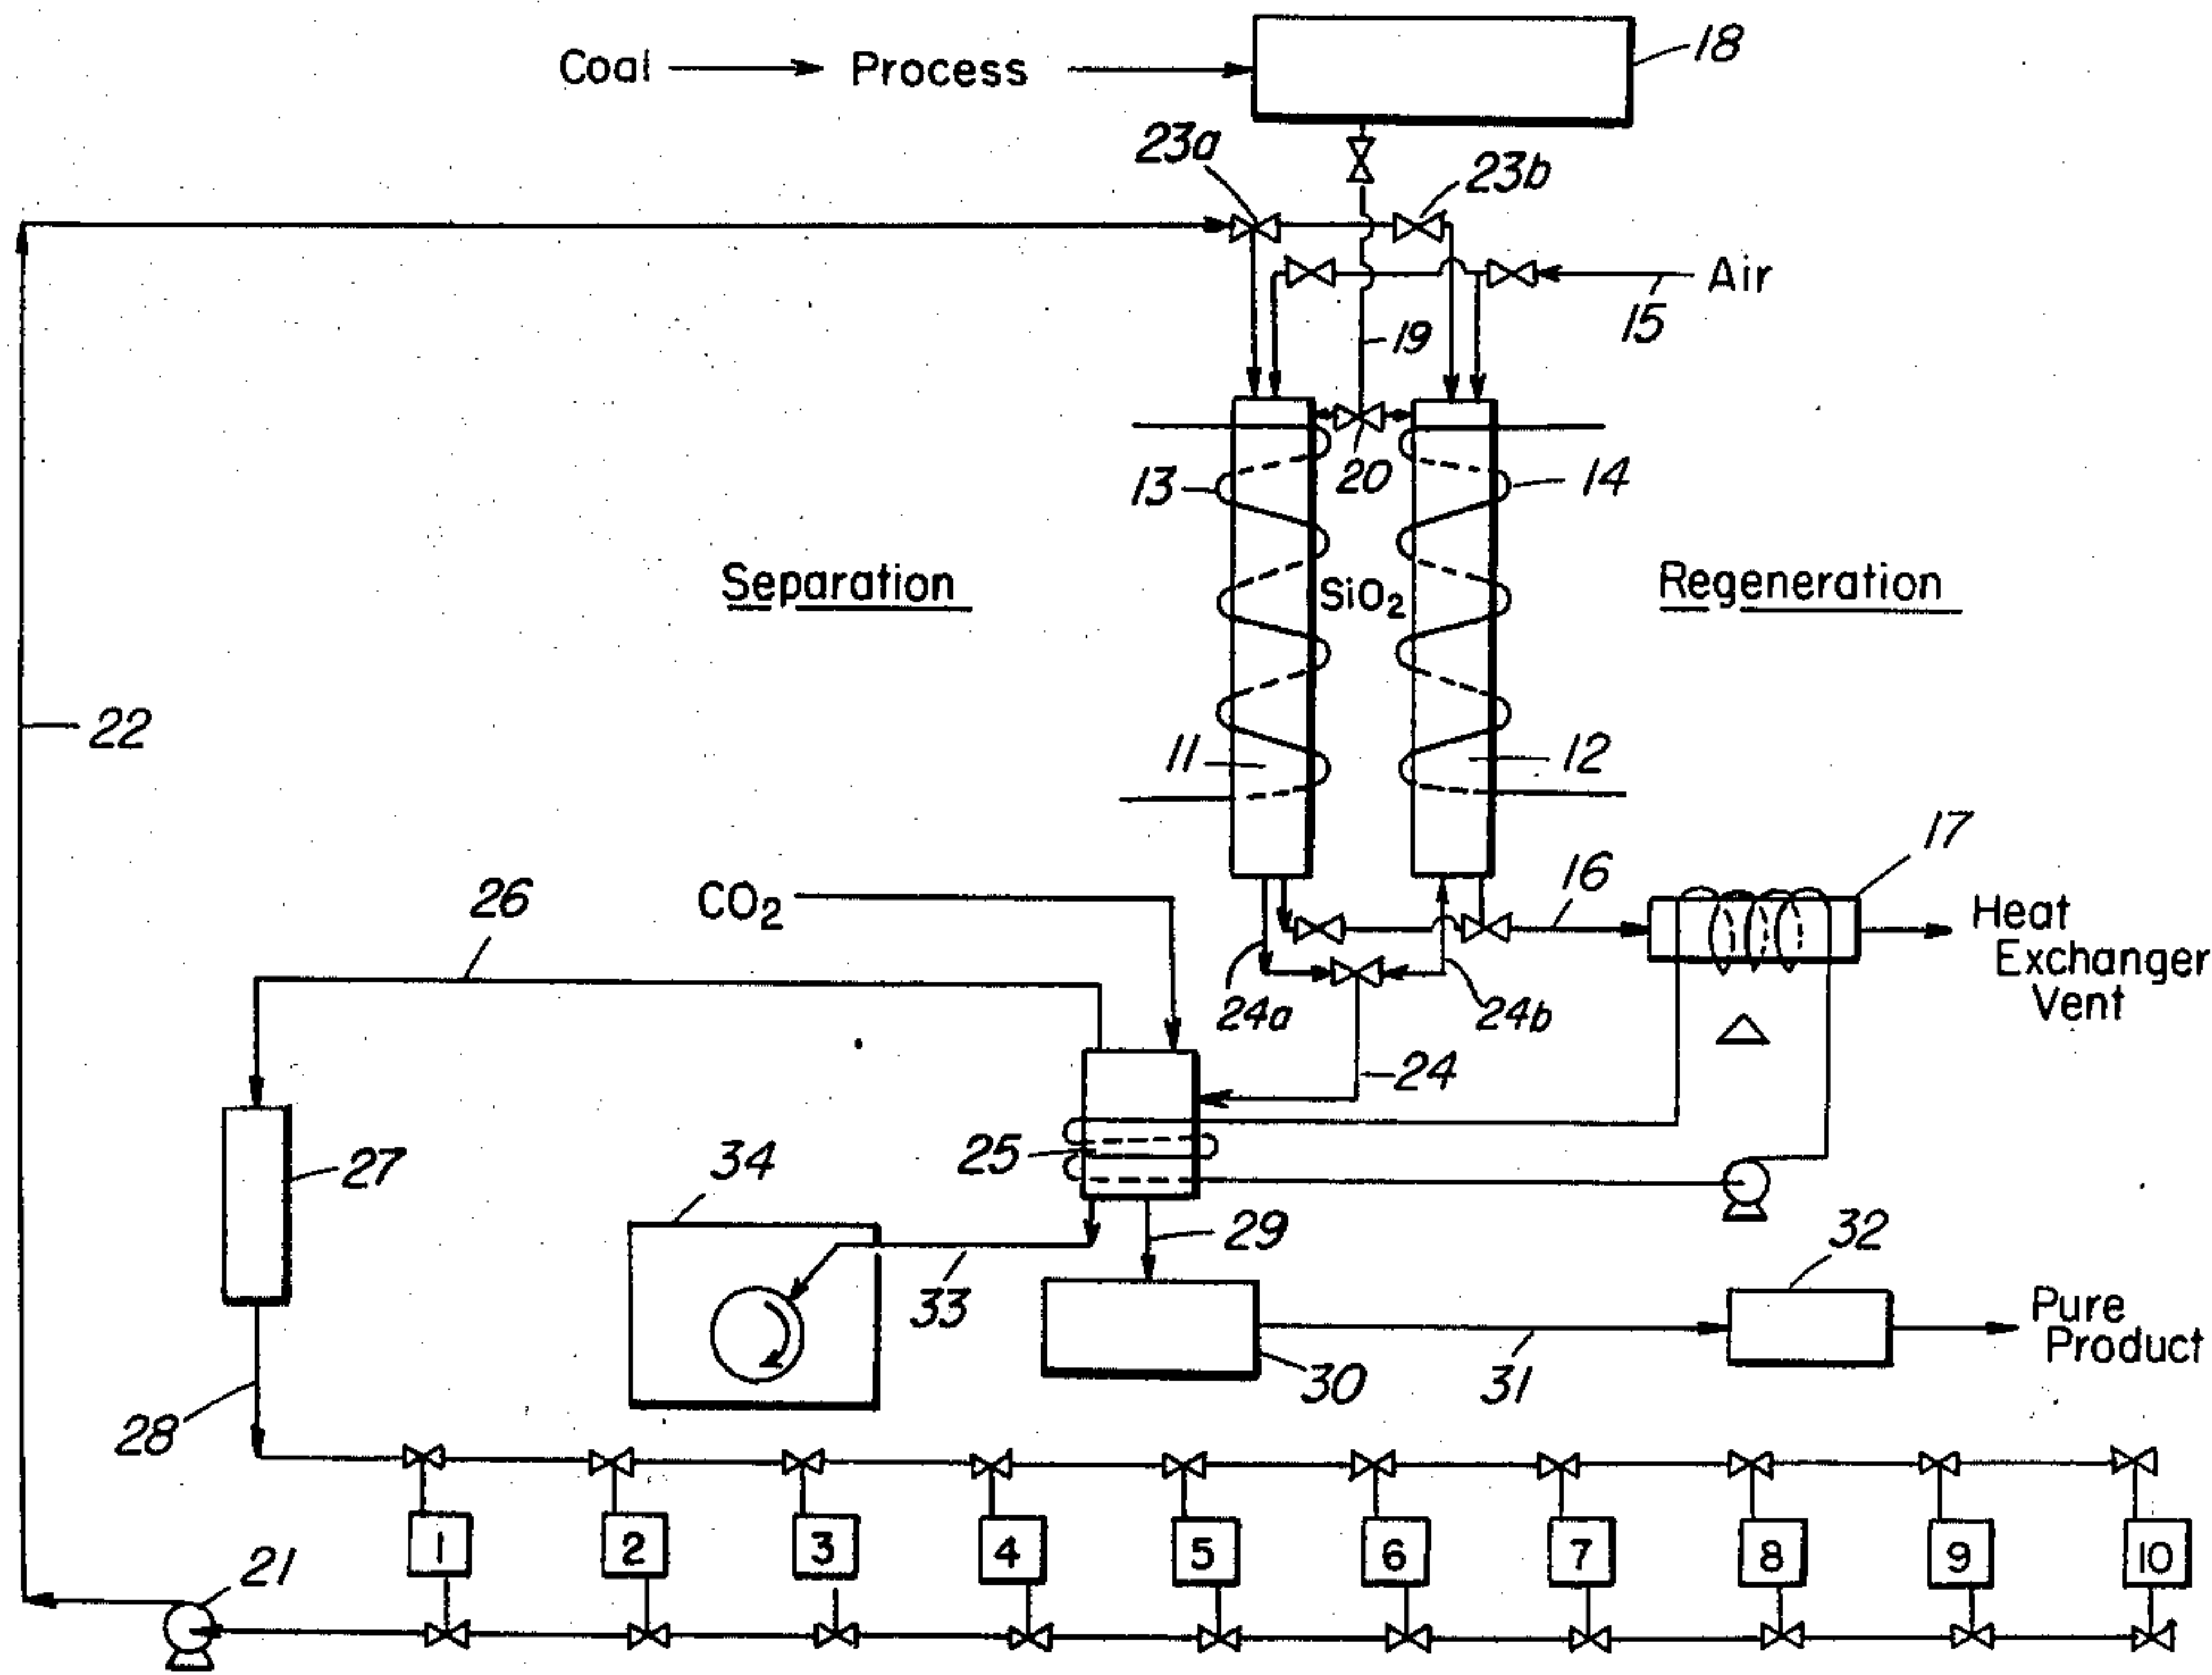 18
Coal Process
23a
23b
Air
15
19
20
13
14
Separation
SiO₂
Regeneration
22
11
12
17
26
CO₂
16
Heat
Exchanger
Vent
24a
24b
24
27
34
25
29
32
33
Pure
Product
30
31
28
1 2 3 4 5 6 7 8 9 10
21